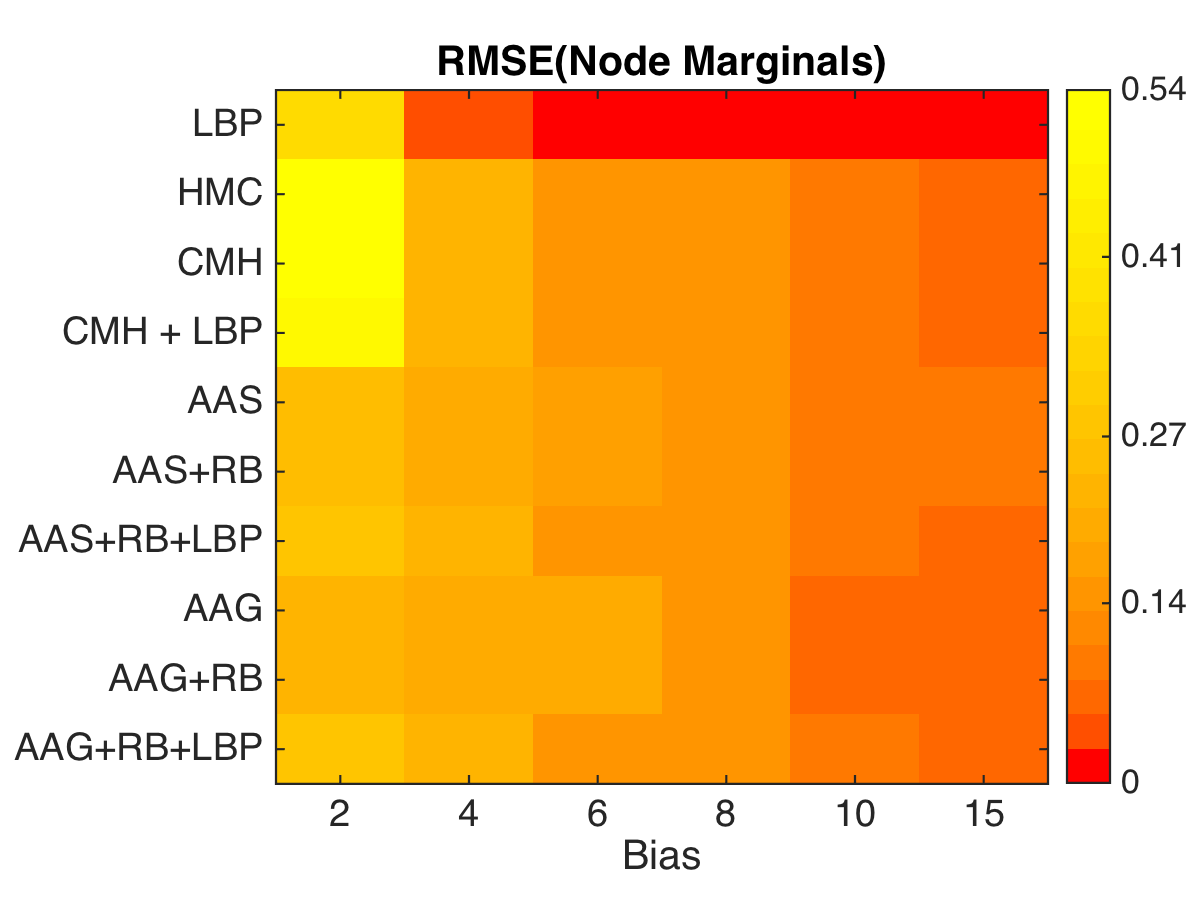 RMSE(Node Marginals)
LBP
HMC
CMH
CMH + LBP
AAS
AAS+RB
AAS+RB+LBP
AAG
AAG+RB
AAG+RB+LBP
2 4 6 8 10 15
Bias
0.54
0.41
0.27
0.14
0